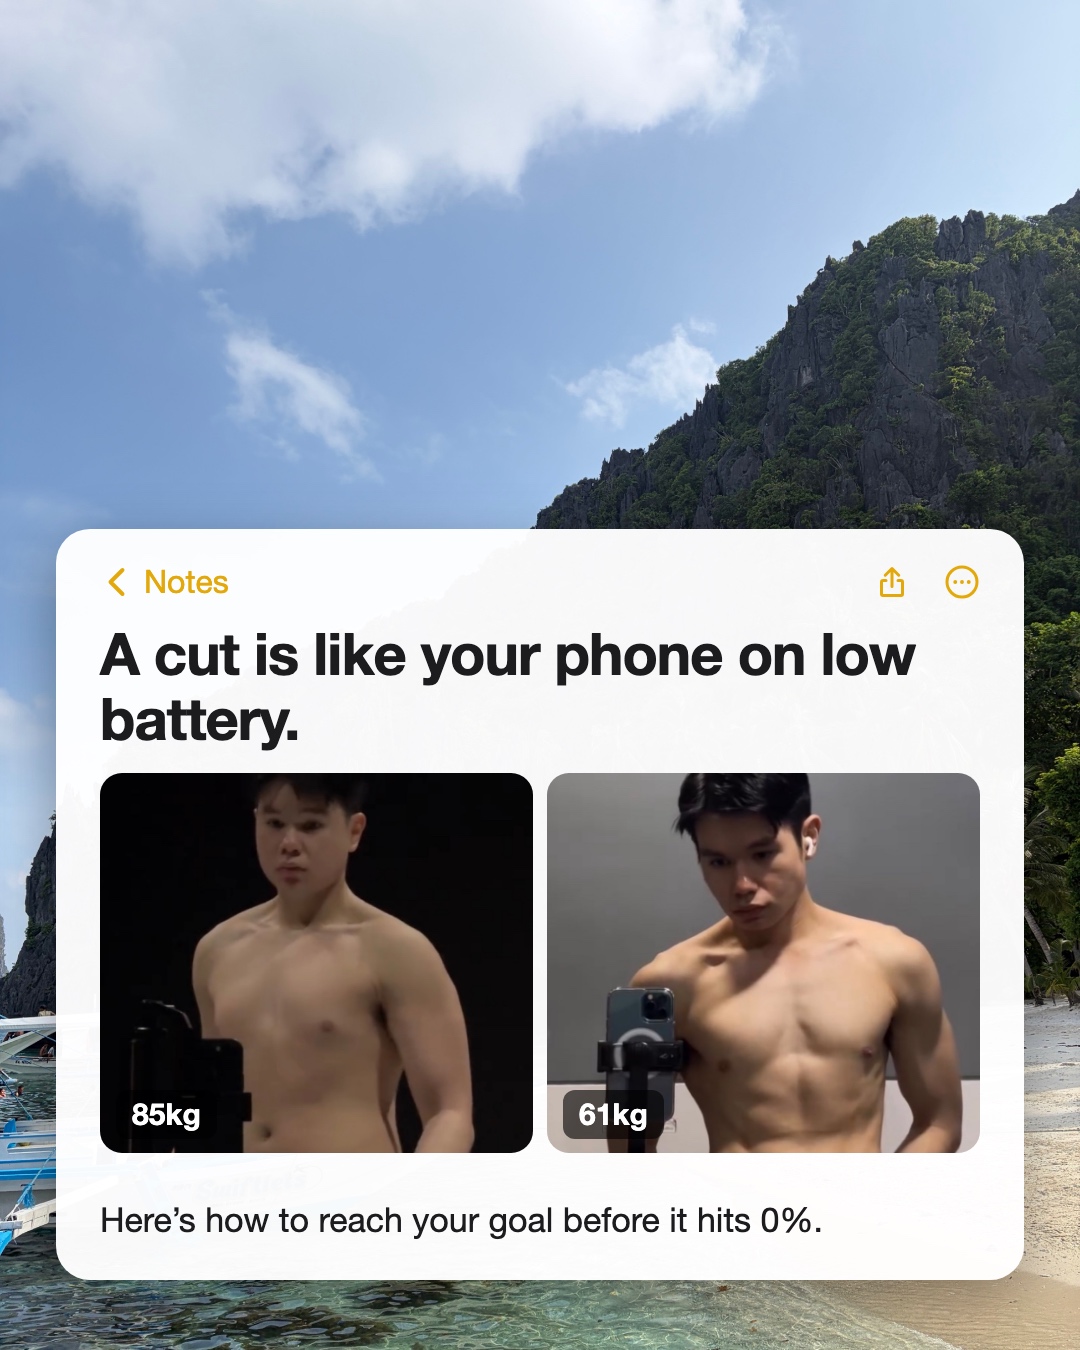 Notes
A cut is like your phone on low
battery.
85kg
61kg
Here’s how to reach your goal before it hits 0%.